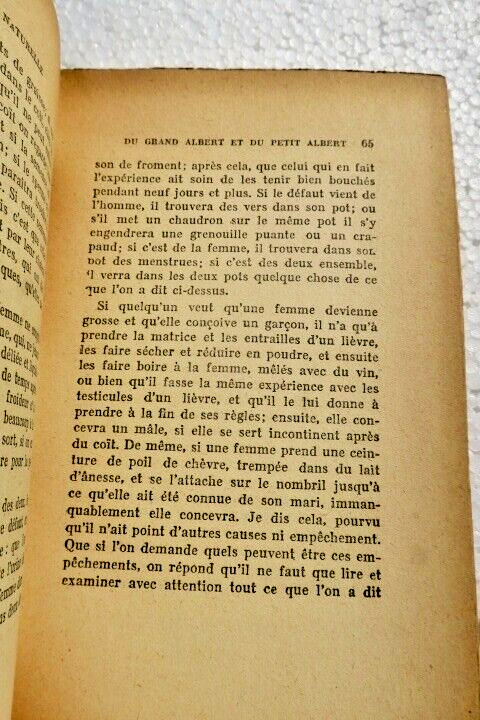 NATURELLE
DU GRAND ALBERT ET DU PETIT ALBERT 65
son de froment; après cela, que celui qui en fait
l'expérience ait soin de les tenir bien bouchés
pendant neuf jours et plus. Si le défaut vient de
l'homme, il trouvera des vers dans son pot; ou
s'il met un chaudron sur le même pot il s'y
engendrera une grenouille puante ou un cra-
paud; si c'est de la femme, il trouvera dans son
pot des menstrues; si c'est des deux ensemble,
il verra dans les deux pots quelque chose de ce
que l'on a dit ci-dessus.
Si quelqu'un veut qu'une femme devienne
grosse et qu'elle conçoive un garçon, il n'a qu'à
prendre la matrice et les entrailles d'un lièvre,
les faire sécher et réduire en poudre, et ensuite
les faire boire à la femme, mêlés avec du vin,
ou bien qu'il fasse la même expérience avec les
testicules d'un lièvre, et qu'il le lui donne à
prendre à la fin de ses règles; ensuite, elle con-
cevra un mâle, si elle se sert incontinent après
du coït. De même, si une femme prend une cein-
ture de poil de chèvre, trempée dans du lait
d'ânesse, et se l'attache sur le nombril jusqu'à
ce qu'elle ait été connue de son mari, imman-
quablement elle concevra. Je dis cela, pourvu
qu'il n'ait point d'autres causes ni empêchement.
Que si l'on demande quels peuvent être ces em-
pêchements, on répond qu'il ne faut que lire et
examiner avec attention tout ce que l'on a dit